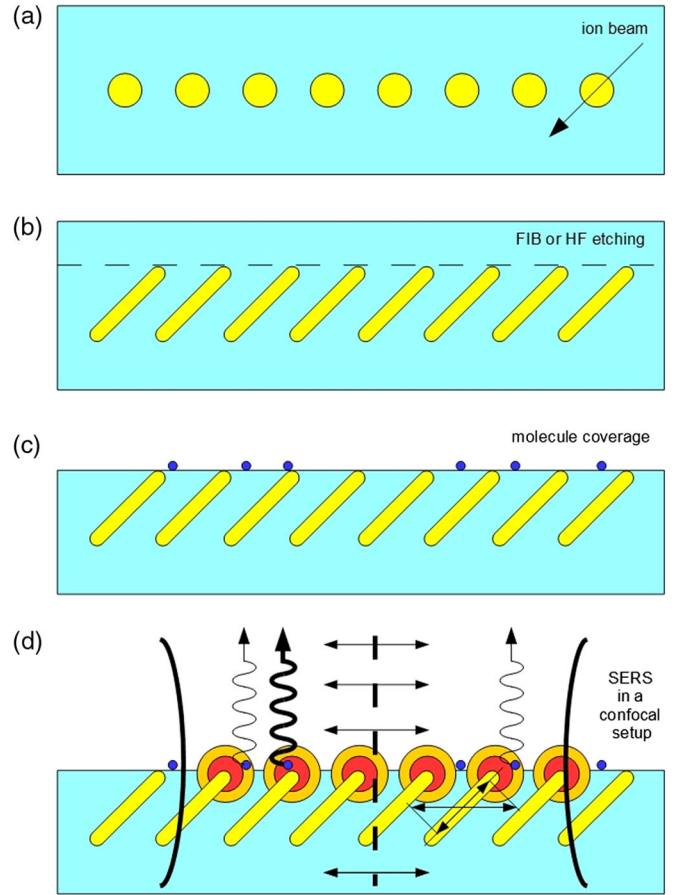 (a)
ion beam
(b)
FIB or HF etching
(c)
molecule coverage
(d)
SERS
in a
confocal
setup